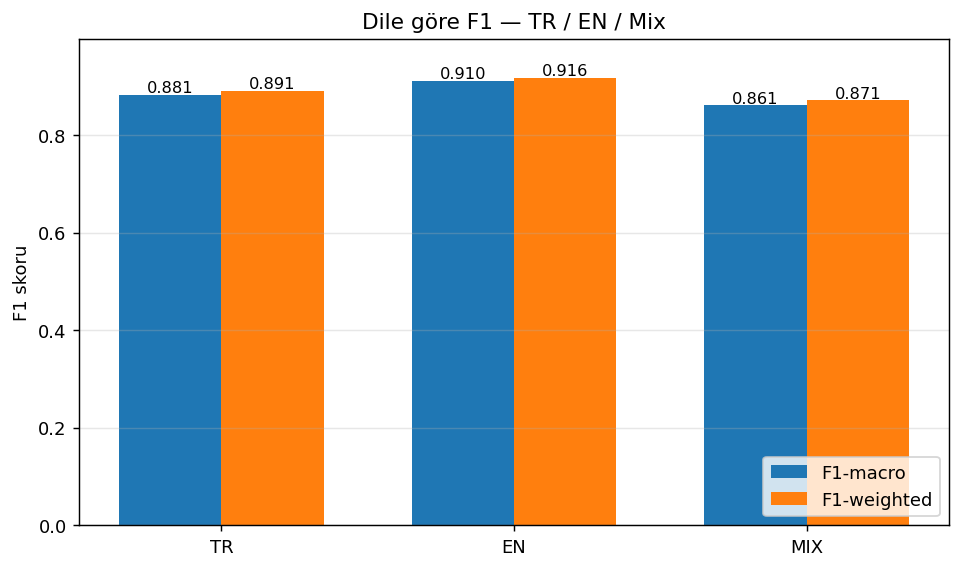 Dile göre F1 — TR / EN / Mix
0.881
0.891
0.910
0.916
0.861
0.871
F1 skoru
0.8
0.6
0.4
0.2
0.0
TR
EN
MIX
F1-macro
F1-weighted